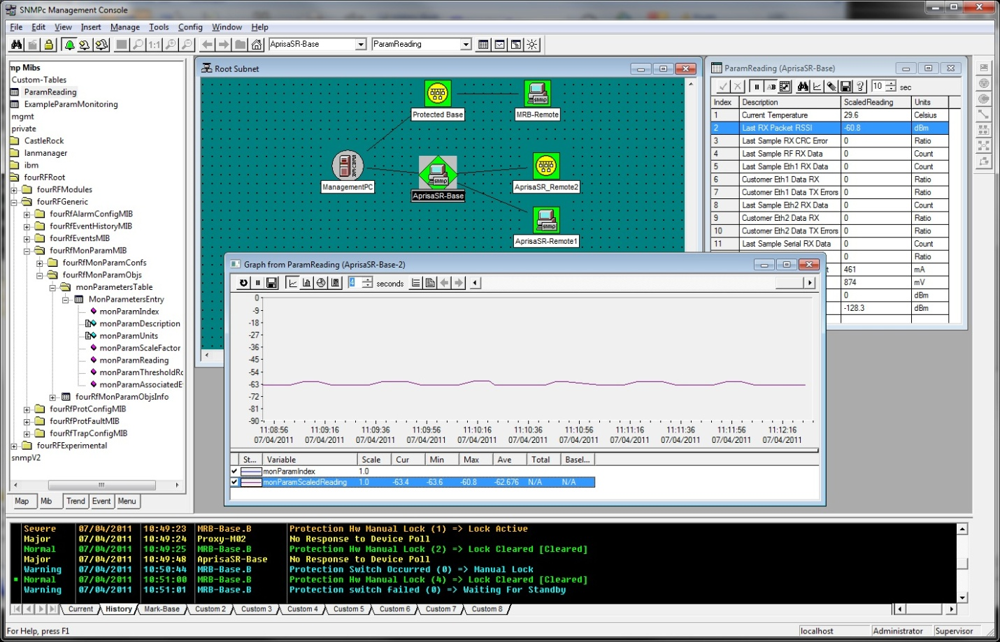 SNMPc Management Console
File Edit View Insert Manage Tools Config Window Help
1:1 AprisaSR-Base ParamReading
mp Mibs
Custom-Tables
ParamReading
ExampleParamMonitoring
mgmt
private
CastleRock
lanmanager
ibm
fourRFRoot
fourRFModules
fourRFGeneric
fourRfAlarmConfigMIB
fourRfEventHistoryMIB
fourRfEventsMIB
fourRfMonParamMIB
fourRfMonParamConfs
fourRfMonParamObjs
monParametersTable
MonParametersEntry
monParamIndex
monParamDescription
monParamUnits
monParamScaleFactor
monParamReading
monParamThresholdRo
monParamAssociatedE
fourRfMonParamObjsInfo
fourRfProtConfigMIB
fourRfProtFaultMIB
fourRfTrapConfigMIB
fourRFExperimental
snmpV2
Map Mib Trend Event Menu
Root Subnet
Protected Base
snmp
MRB-Remote
ManagementPC
snmp
AprisaSR-Base
AprisaSR_Remote2
snmp
AprisaSR-Remote1
ParamReading (AprisaSR-Base)
AB 10 sec
Index Description ScaledReading Units
1 Current Temperature 29.6 Celsius
2 Last RX Packet RSSI -60.8 dBm
3 Last Sample RX CRC Error 0 Ratio
4 Last Sample RF RX Data 0 Count
5 Last Sample Eth1 RX Data 0 Count
6 Customer Eth1 Data RX 0 Ratio
7 Customer Eth1 Data TX Errors 0 Ratio
8 Last Sample Eth2 RX Data 0 Count
9 Customer Eth2 Data RX 0 Ratio
10 Customer Eth2 Data TX Errors 0 Ratio
11 Last Sample Serial RX Data 0 Count
0 Ratio
t 461 mA
874 mV
0 dBm
-128.3 dBm
Graph from ParamReading (AprisaSR-Base-2)
4 seconds
0
-9
-18
-27
-36
-45
-54
-63
-72
-81
-90
11:08:56 11:09:16 11:09:36 11:09:56 11:10:16 11:10:36 11:10:56 11:11:16 11:11:36 11:11:56 11:12:16
07/04/2011 07/04/2011 07/04/2011 07/04/2011 07/04/2011 07/04/2011 07/04/2011 07/04/2011 07/04/2011 07/04/2011 07/04/2011
St... Variable Scale Cur Min Max Ave Total Basel...
monParamIndex 1.0
monParamScaledReading 1.0 -63.4 -63.6 -60.8 -62.676 N/A N/A
Severe 07/04/2011 10:49:23 MRB-Base.B Protection Hw Manual Lock (1) => Lock Active
Major 07/04/2011 10:49:24 Proxy-M02 No Response to Device Poll
Normal 07/04/2011 10:49:25 MRB-Base.B Protection Hw Manual Lock (2) => Lock Cleared [Cleared]
Major 07/04/2011 10:49:48 AprisaSR-Base No Response to Device Poll
Warning 07/04/2011 10:50:44 MRB-Base.B Protection Switch Occurred (0) => Manual Lock
Normal 07/04/2011 10:51:00 MRB-Base.B Protection Hw Manual Lock (4) => Lock Cleared [Cleared]
Warning 07/04/2011 10:51:01 MRB-Base.B Protection switch failed (0) => Waiting For Standby
Current History Mark-Base Custom 2 Custom 3 Custom 4 Custom 5 Custom 6 Custom 7 Custom 8
For Help, press F1 localhost Administrator Supervisor